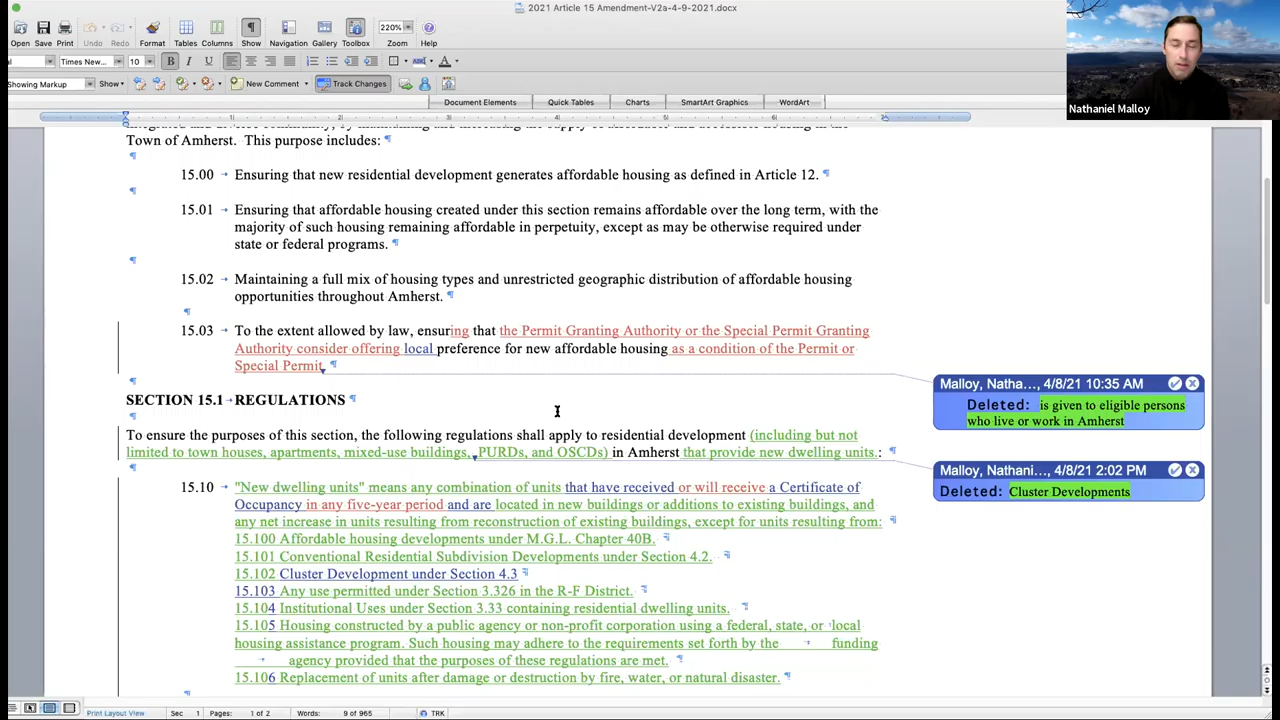 2021 Article 15 Amendment-V2a-4-9-2021.docx
Open Save Print Undo Redo Format Tables Columns Show Navigation Gallery Toolbox Zoom Help
220%
Times New... 10 B I U
Showing Markup Show New Comment Track Changes
Document Elements Quick Tables Charts SmartArt Graphics WordArt
Nathaniel Malloy
Town of Amherst. This purpose includes:
15.00 Ensuring that new residential development generates affordable housing as defined in Article 12.
15.01 Ensuring that affordable housing created under this section remains affordable over the long term, with the
majority of such housing remaining affordable in perpetuity, except as may be otherwise required under
state or federal programs.
15.02 Maintaining a full mix of housing types and unrestricted geographic distribution of affordable housing
opportunities throughout Amherst.
15.03 To the extent allowed by law, ensuring that the Permit Granting Authority or the Special Permit Granting
Authority consider offering local preference for new affordable housing as a condition of the Permit or
Special Permit.
Malloy, Natha..., 4/8/21 10:35 AM
Deleted: is given to eligible persons
who live or work in Amherst
SECTION 15.1 REGULATIONS
To ensure the purposes of this section, the following regulations shall apply to residential development (including but not
limited to town houses, apartments, mixed-use buildings, PURDs, and OSCDs) in Amherst that provide new dwelling units.:
Malloy, Nathani..., 4/8/21 2:02 PM
Deleted: Cluster Developments
15.10 "New dwelling units" means any combination of units that have received or will receive a Certificate of
Occupancy in any five-year period and are located in new buildings or additions to existing buildings, and
any net increase in units resulting from reconstruction of existing buildings, except for units resulting from:
15.100 Affordable housing developments under M.G.L. Chapter 40B.
15.101 Conventional Residential Subdivision Developments under Section 4.2.
15.102 Cluster Development under Section 4.3
15.103 Any use permitted under Section 3.326 in the R-F District.
15.104 Institutional Uses under Section 3.33 containing residential dwelling units.
15.105 Housing constructed by a public agency or non-profit corporation using a federal, state, or local
housing assistance program. Such housing may adhere to the requirements set forth by the funding
agency provided that the purposes of these regulations are met.
15.106 Replacement of units after damage or destruction by fire, water, or natural disaster.
Print Layout View Sec 1 Pages: 1 of 2 Words: 9 of 965 TRK